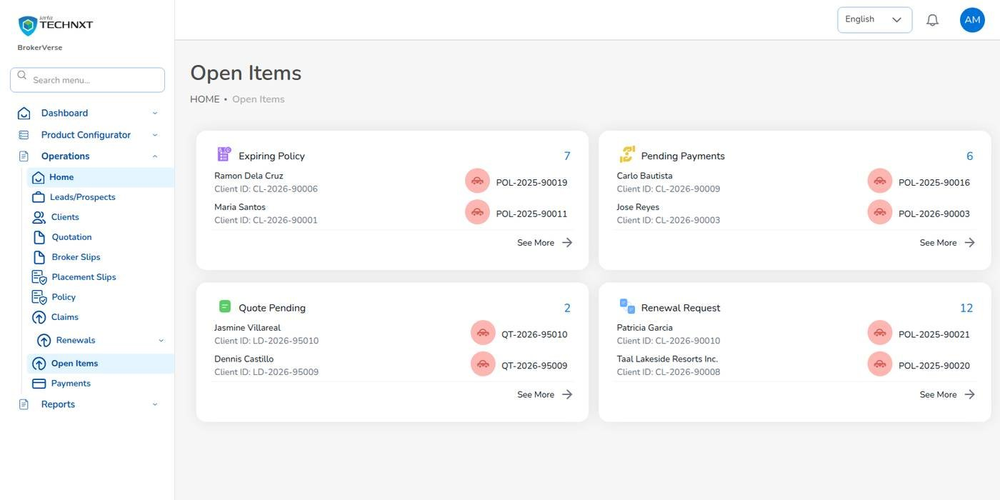 iorta
TECHNXT
BrokerVerse
English
AM
Search menu...
Dashboard
Product Configurator
Operations
Home
Leads/Prospects
Clients
Quotation
Broker Slips
Placement Slips
Policy
Claims
Renewals
Open Items
Payments
Reports
Open Items
HOME • Open Items
Expiring Policy 7
Ramon Dela Cruz
Client ID: CL-2026-90006
POL-2025-90019
Maria Santos
Client ID: CL-2026-90001
POL-2025-90011
See More
Pending Payments 6
Carlo Bautista
Client ID: CL-2026-90009
POL-2025-90016
Jose Reyes
Client ID: CL-2026-90003
POL-2026-90003
See More
Quote Pending 2
Jasmine Villareal
Client ID: LD-2026-95010
QT-2026-95010
Dennis Castillo
Client ID: LD-2026-95009
QT-2026-95009
See More
Renewal Request 12
Patricia Garcia
Client ID: CL-2026-90010
POL-2025-90021
Taal Lakeside Resorts Inc.
Client ID: CL-2026-90008
POL-2025-90020
See More